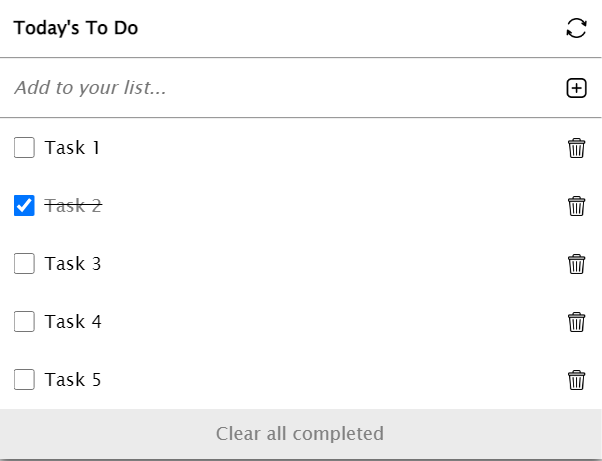 Today's To Do
Add to your list...
Task 1
Task 2
Task 3
Task 4
Task 5
Clear all completed